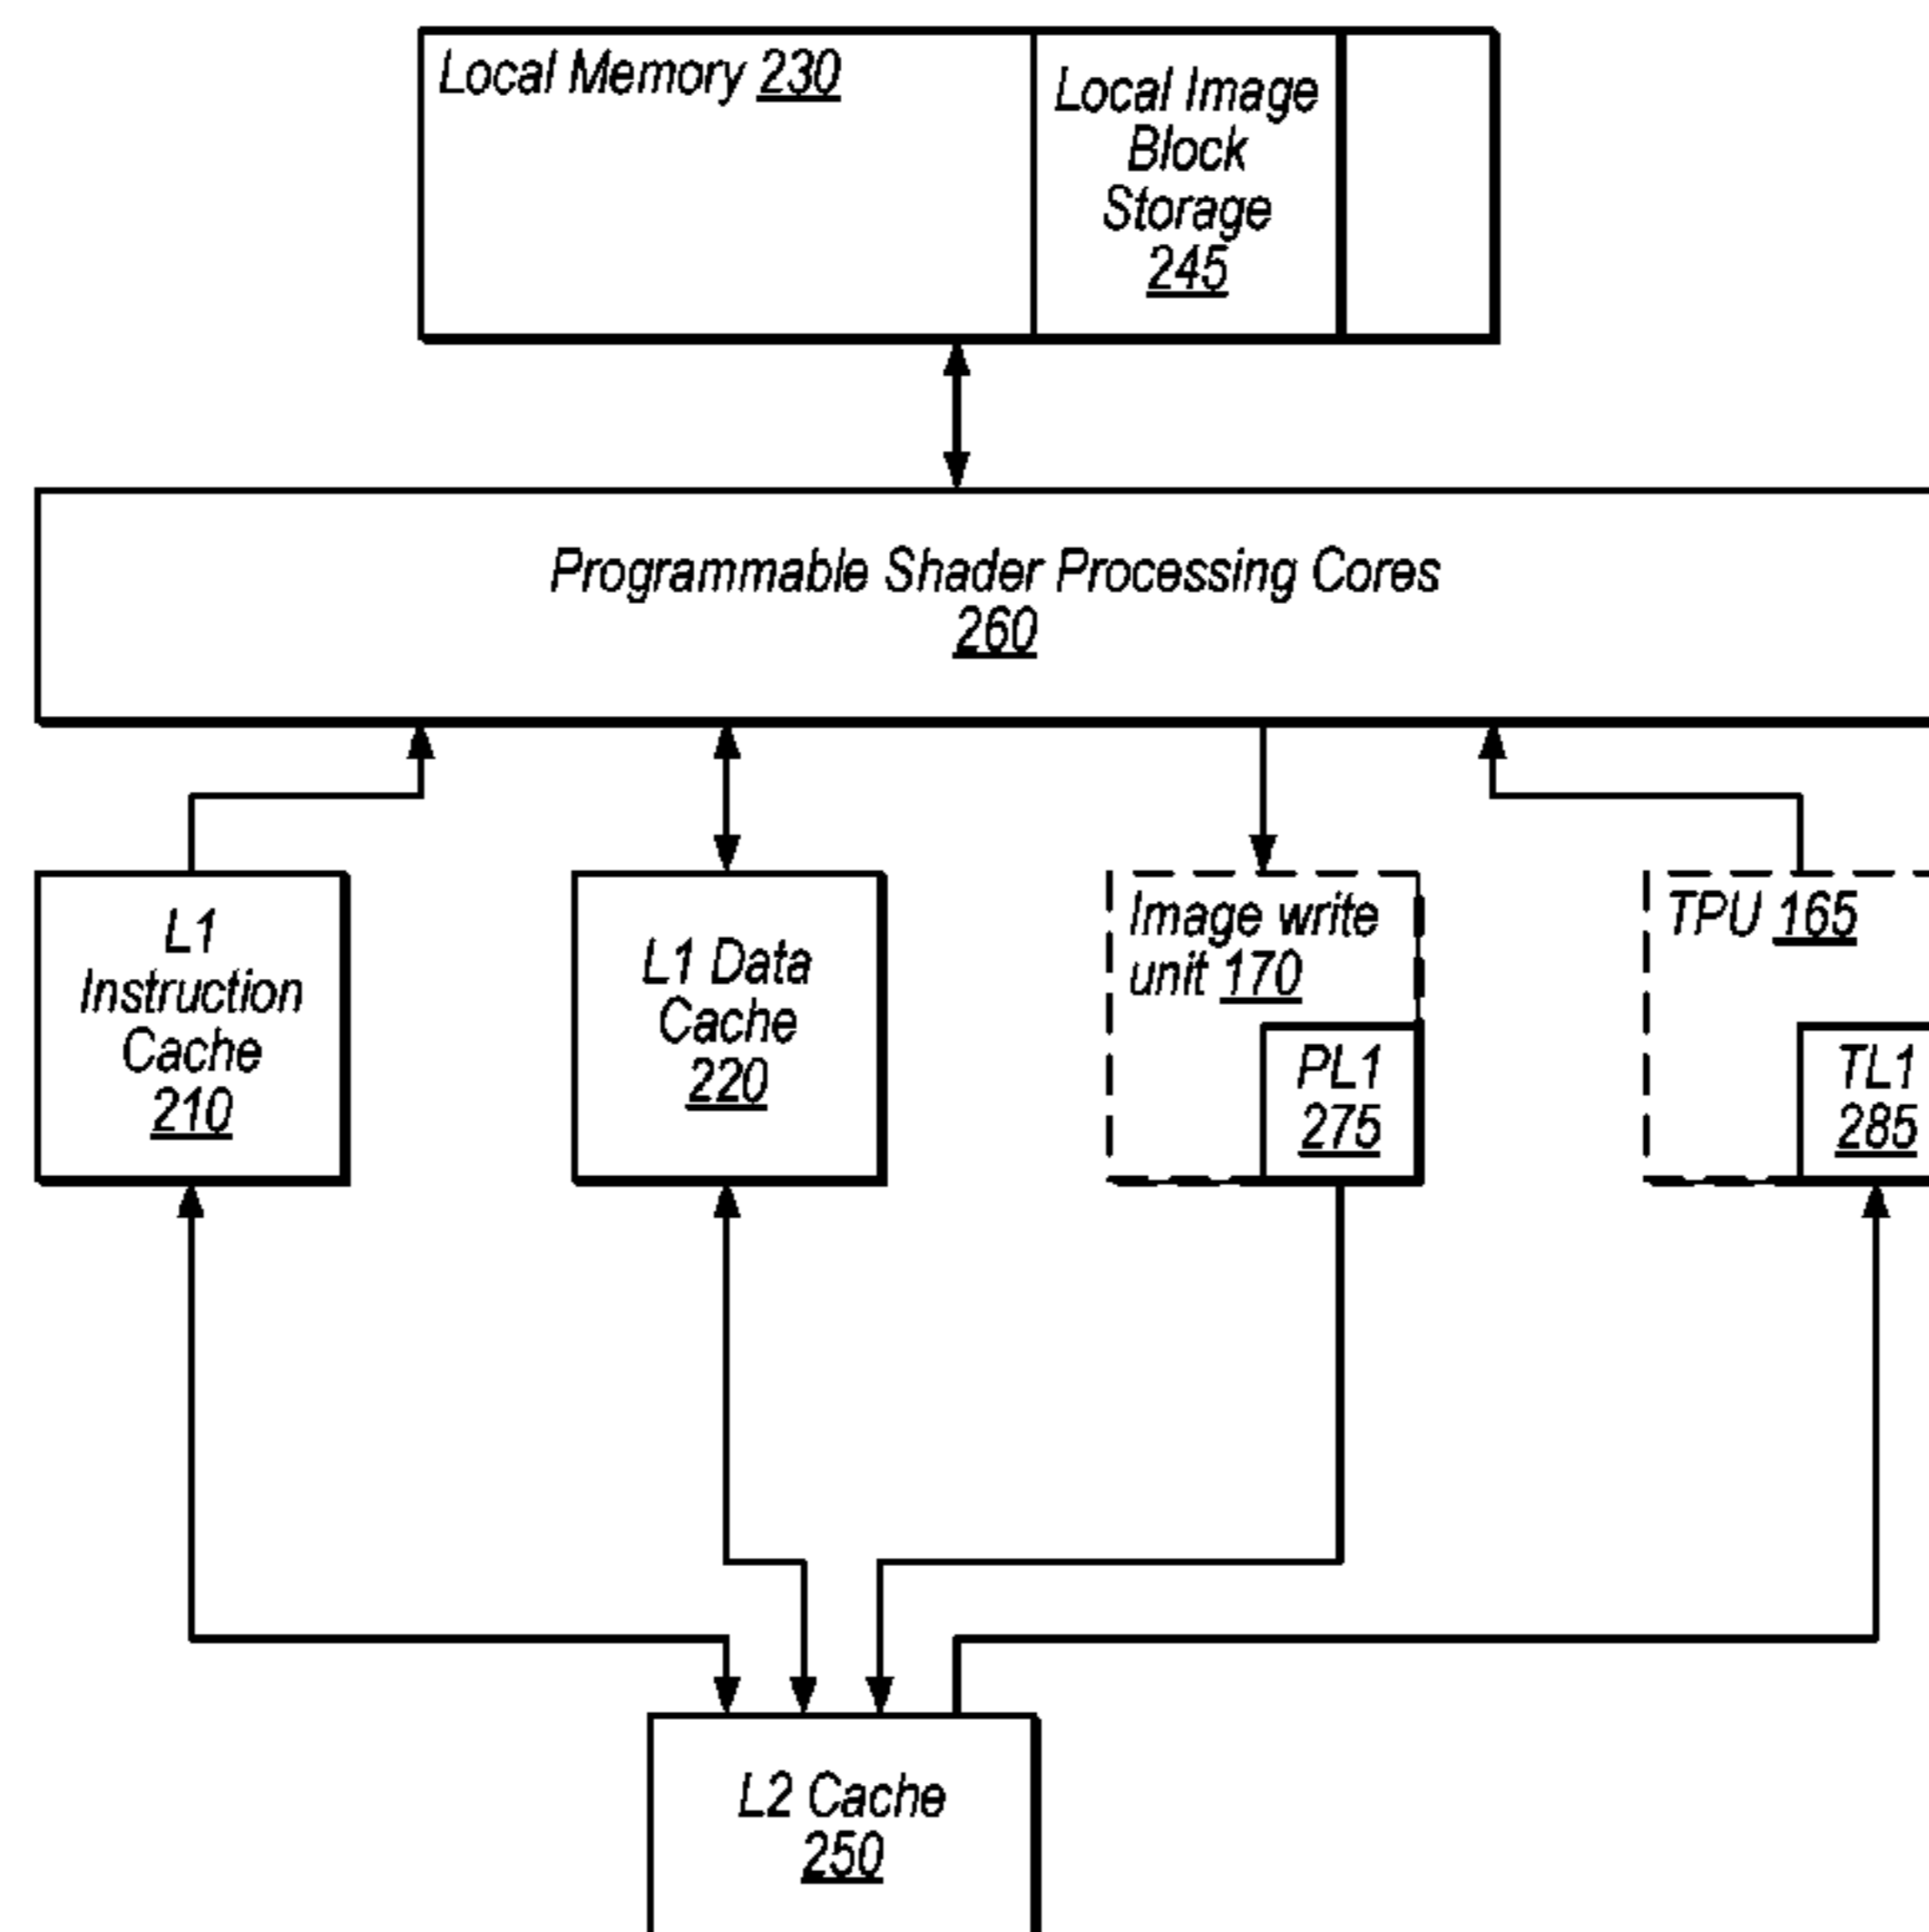 Local Memory 230
Local Image
Block
Storage
245
Programmable Shader Processing Cores
260
L1
Instruction
Cache
210
L1 Data
Cache
220
Image write
unit 170
PL1
275
TPU 165
TL1
285
L2 Cache
250